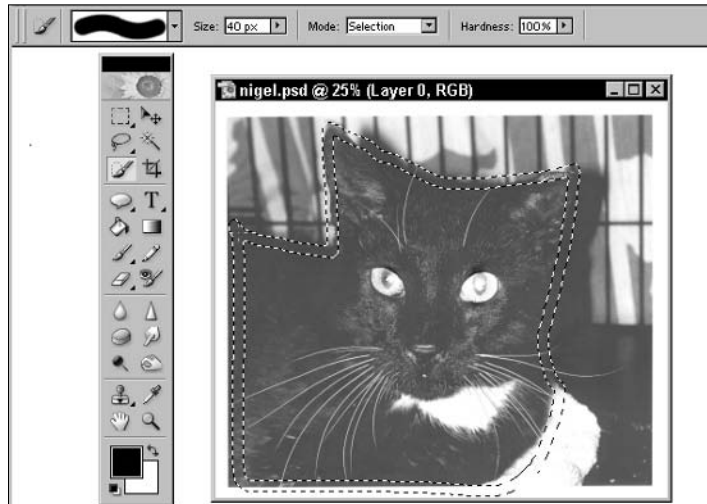 Size: 40 px Mode: Selection Hardness: 100%
nigel.psd @ 25% (Layer 0, RGB)
T